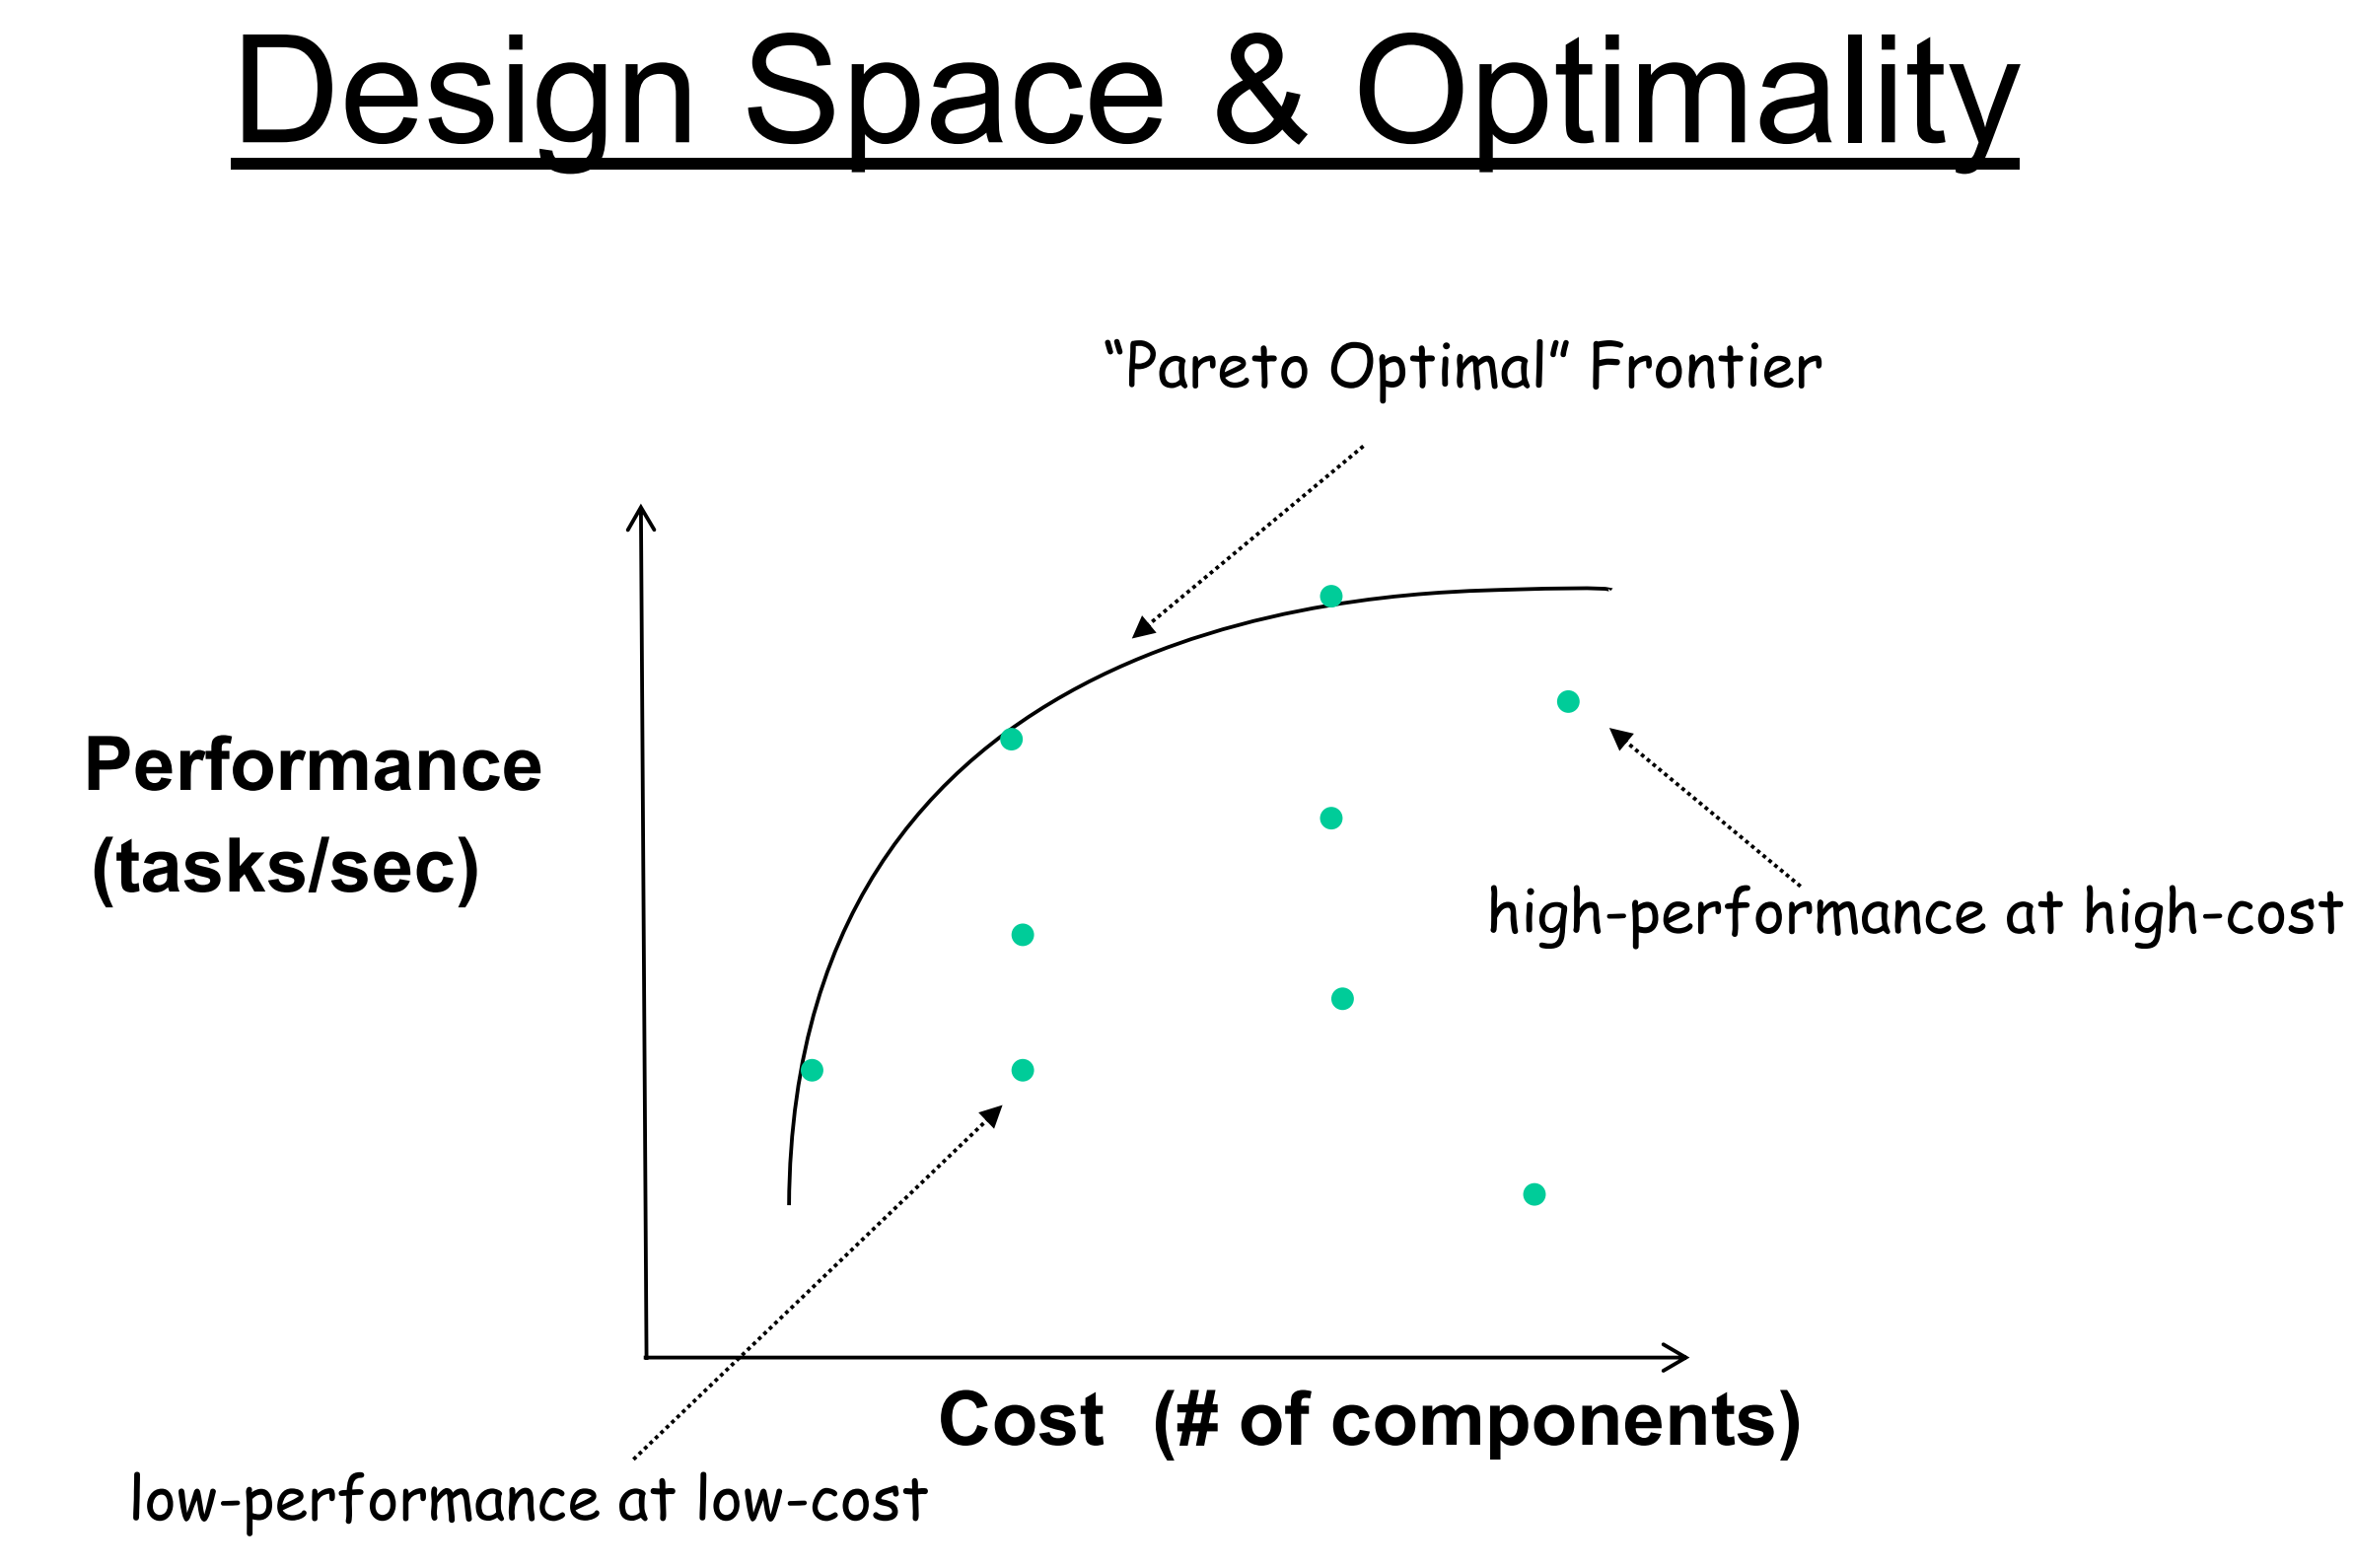 Design Space & Optimality
“Pareto Optimal” Frontier
Performance
(tasks/sec)
high-performance at high-cost
Cost (# of components)
low-performance at low-cost